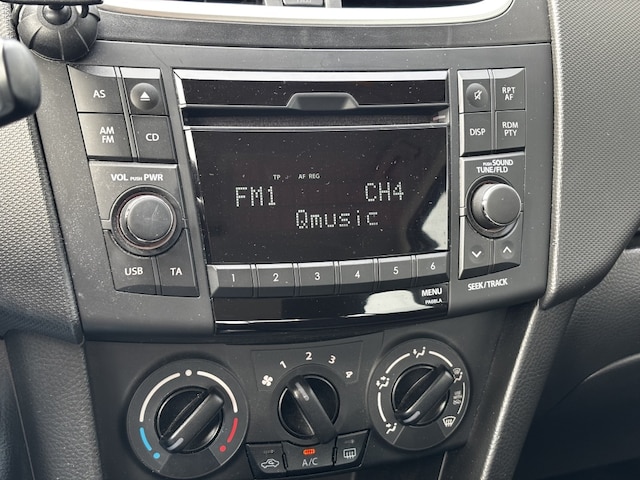 AS
AM
FM
CD
VOL PUSH PWR
USB
TA
TP AF REG
FM1 CH4
Qmusic
1 2 3 4 5 6
MENU
RPT
AF
DISP
RDM
PTY
PUSH SOUND
TUNE/FLD
SEEK/TRACK
1 2 3 4
A/C